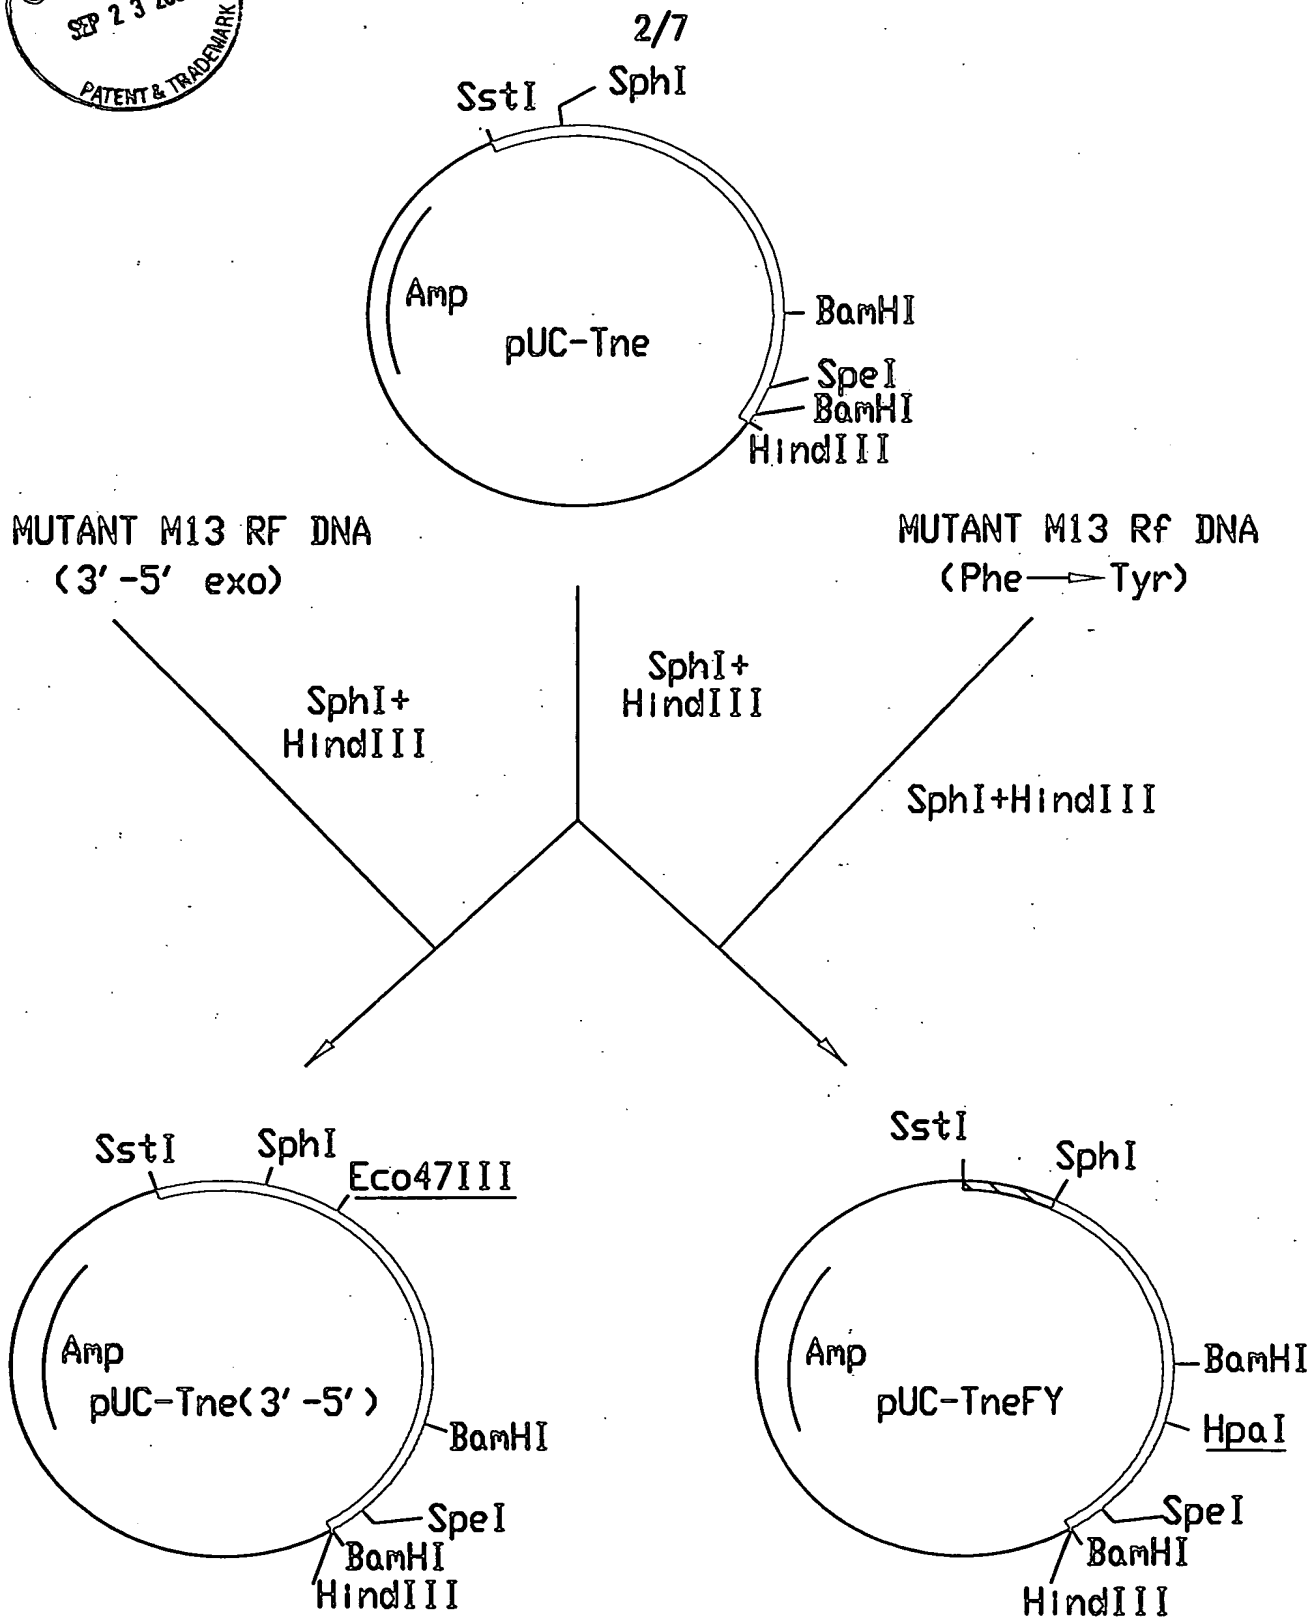 SEP 2 3
PATENT & TRADEMARK
2/7
SstI
SphI
Amp
pUC-Tne
BamHI
SpeI
BamHI
HindIII
MUTANT M13 RF DNA
(3'-5' exo)
MUTANT M13 Rf DNA
(Phe → Tyr)
SphI+
HindIII
SphI+
HindIII
SphI+HindIII
SstI
SphI
Eco47III
Amp
pUC-Tne(3'-5')
BamHI
SpeI
BamHI
HindIII
SstI
SphI
Amp
pUC-TneFY
BamHI
HpaI
SpeI
BamHI
HindIII